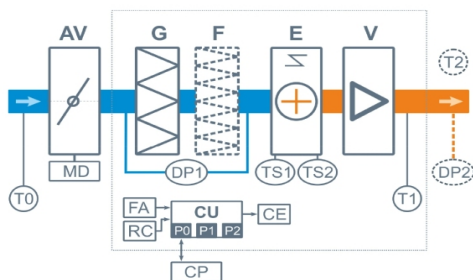 AV G F E V
T2
MD DP1 TS1 TS2 DP2
T0 T1
FA CU CE
RC P0 P1 P2
CP